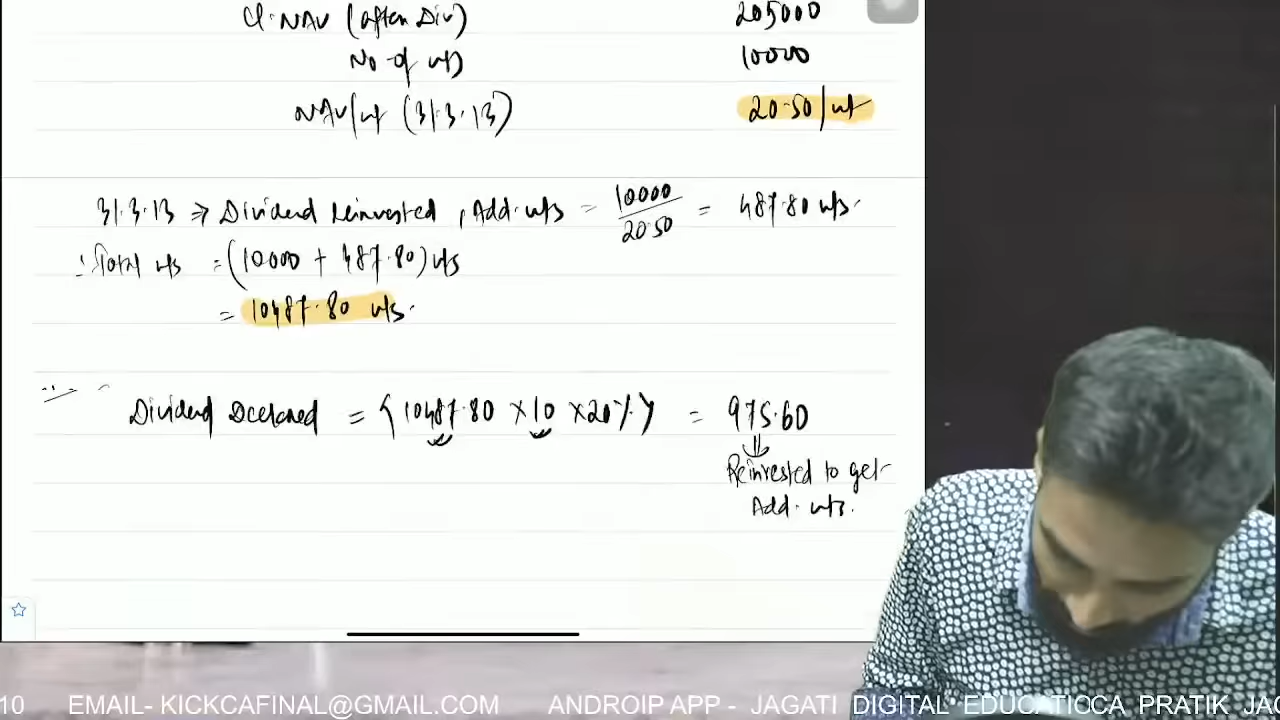 Cl. NAV (after Div) 205000
No of uts 10000
NAV/ut (31.3.13) 20.50/ut
31.3.13 ⇒ Dividend Reinvested, Add. uts = 10000/20.50 = 487.80 uts.
∴ Total uts = (10000 + 487.80) uts
= 10487.80 uts.
Dividend Declared = {10487.80 × 10 × 20%} = 975.60
Reinvested to get
Add. uts.
10 EMAIL- KICKCAFINAL@GMAIL.COM ANDROIP APP - JAGATI DIGITAL EDUCATIOCA PRATIK JAG